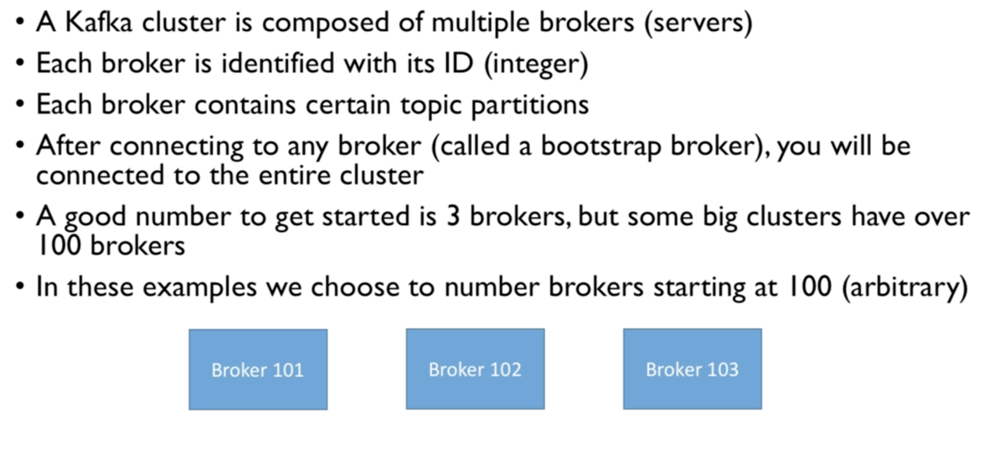 • A Kafka cluster is composed of multiple brokers (servers)
• Each broker is identified with its ID (integer)
• Each broker contains certain topic partitions
• After connecting to any broker (called a bootstrap broker), you will be
connected to the entire cluster
• A good number to get started is 3 brokers, but some big clusters have over
100 brokers
• In these examples we choose to number brokers starting at 100 (arbitrary)
Broker 101
Broker 102
Broker 103